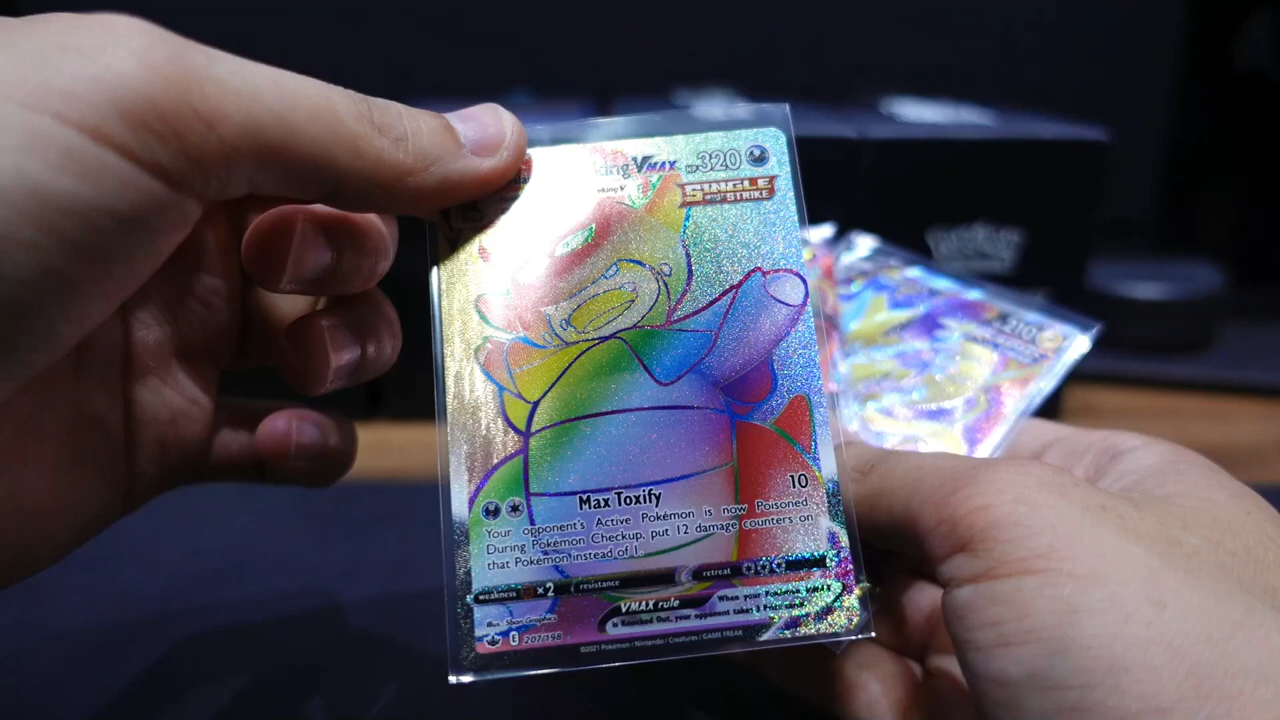 king VMAX HP 320
SINGLE STRIKE
eking V
Max Toxify 10
Your opponent's Active Pokémon is now Poisoned.
During Pokémon Checkup, put 12 damage counters on
that Pokémon instead of 1.
weakness ×2 resistance retreat
VMAX rule When your Pokémon VMAX
is Knocked Out, your opponent takes 3 Prize cards.
Illus. 5ban Graphics
E 207/198
©2021 Pokémon / Nintendo / Creatures / GAME FREAK
210